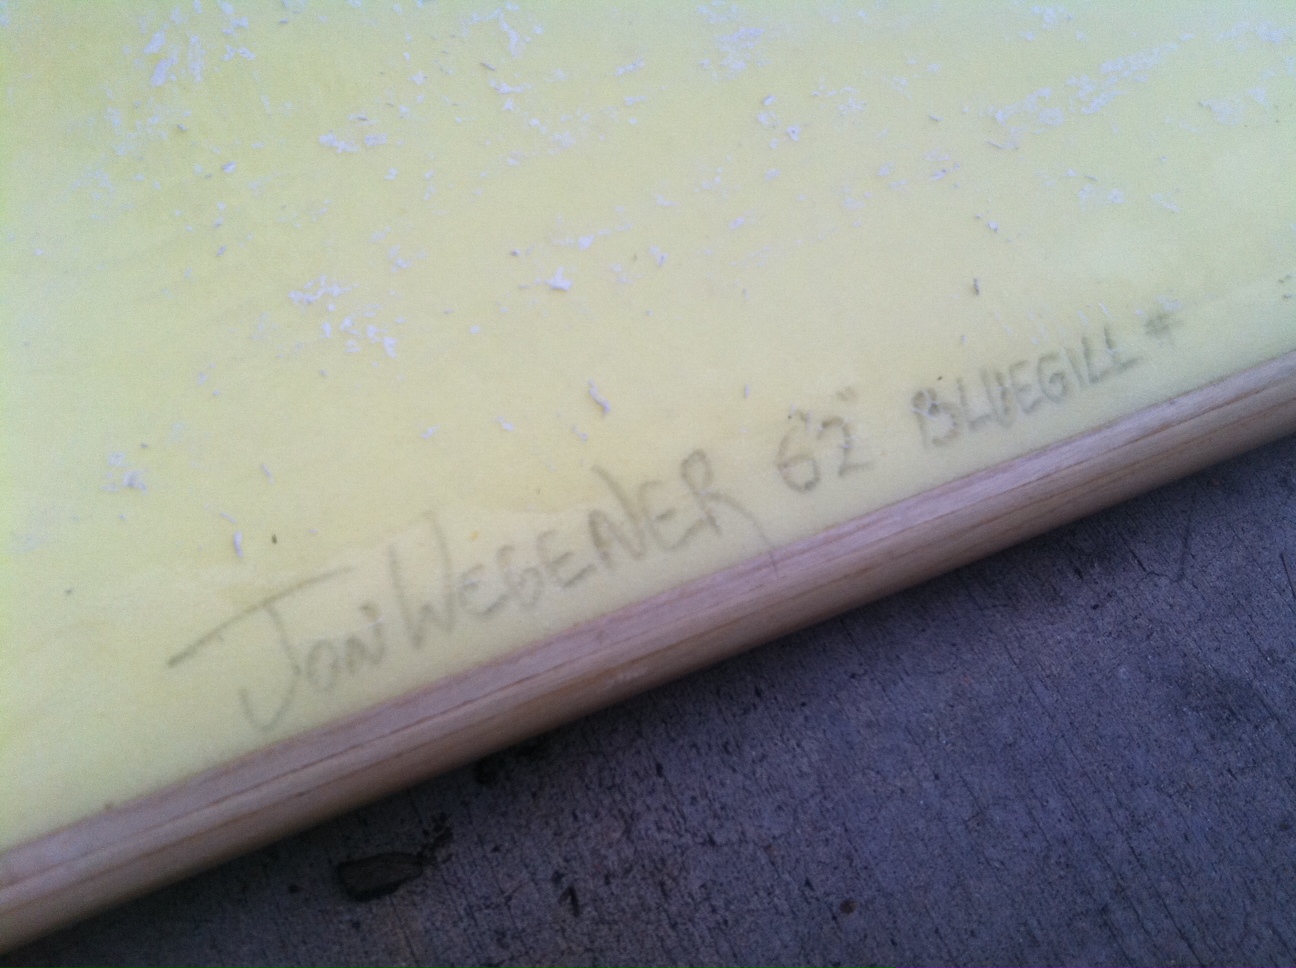 Jon Wegener 6'2" Bluegill #